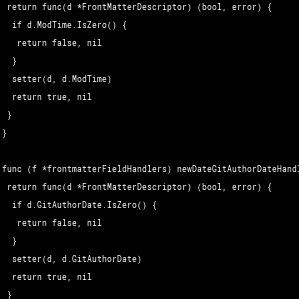 return func(d *FrontMatterDescriptor) (bool, error) {
if d.ModTime.IsZero() {
return false, nil
}
setter(d, d.ModTime)
return true, nil
}
}
func (f *frontmatterFieldHandlers) newDateGitAuthorDateHandl
return func(d *FrontMatterDescriptor) (bool, error) {
if d.GitAuthorDate.IsZero() {
return false, nil
}
setter(d, d.GitAuthorDate)
return true, nil
}